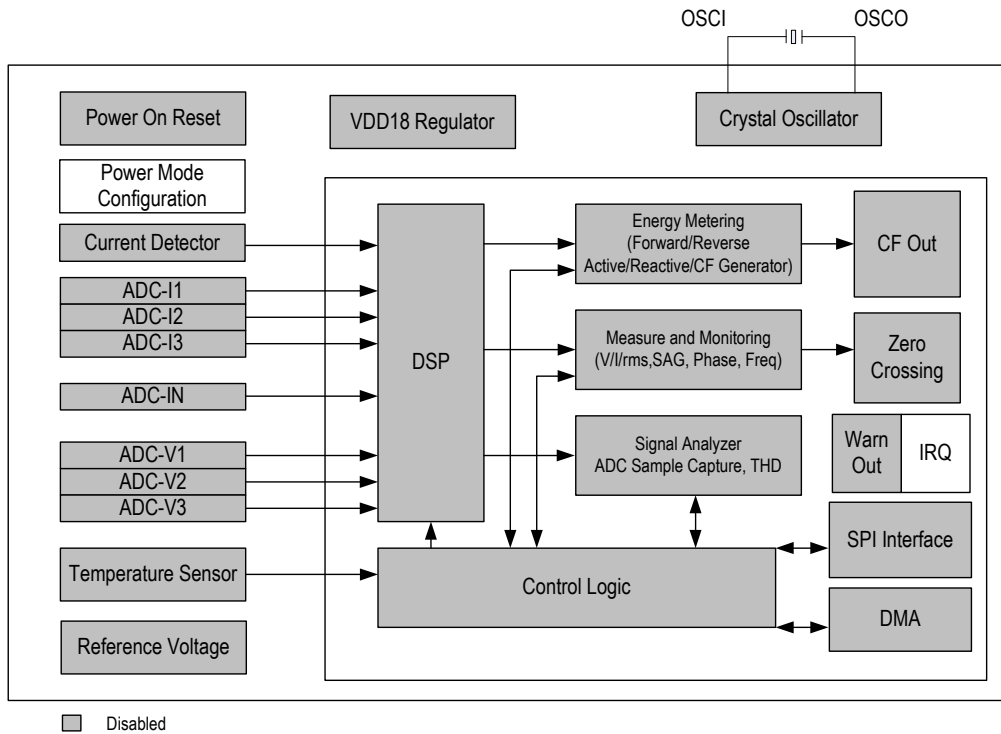 OSCI
OSCO
Power On Reset
VDD18 Regulator
Crystal Oscillator
Power Mode
Configuration
Current Detector
ADC-I1
ADC-I2
ADC-I3
ADC-IN
ADC-V1
ADC-V2
ADC-V3
Temperature Sensor
Reference Voltage
DSP
Energy Metering
(Forward/Reverse
Active/Reactive/CF Generator)
CF Out
Measure and Monitoring
(V/I/rms,SAG, Phase, Freq)
Zero
Crossing
Signal Analyzer
ADC Sample Capture, THD
Warn
Out
IRQ
Control Logic
SPI Interface
DMA
Disabled